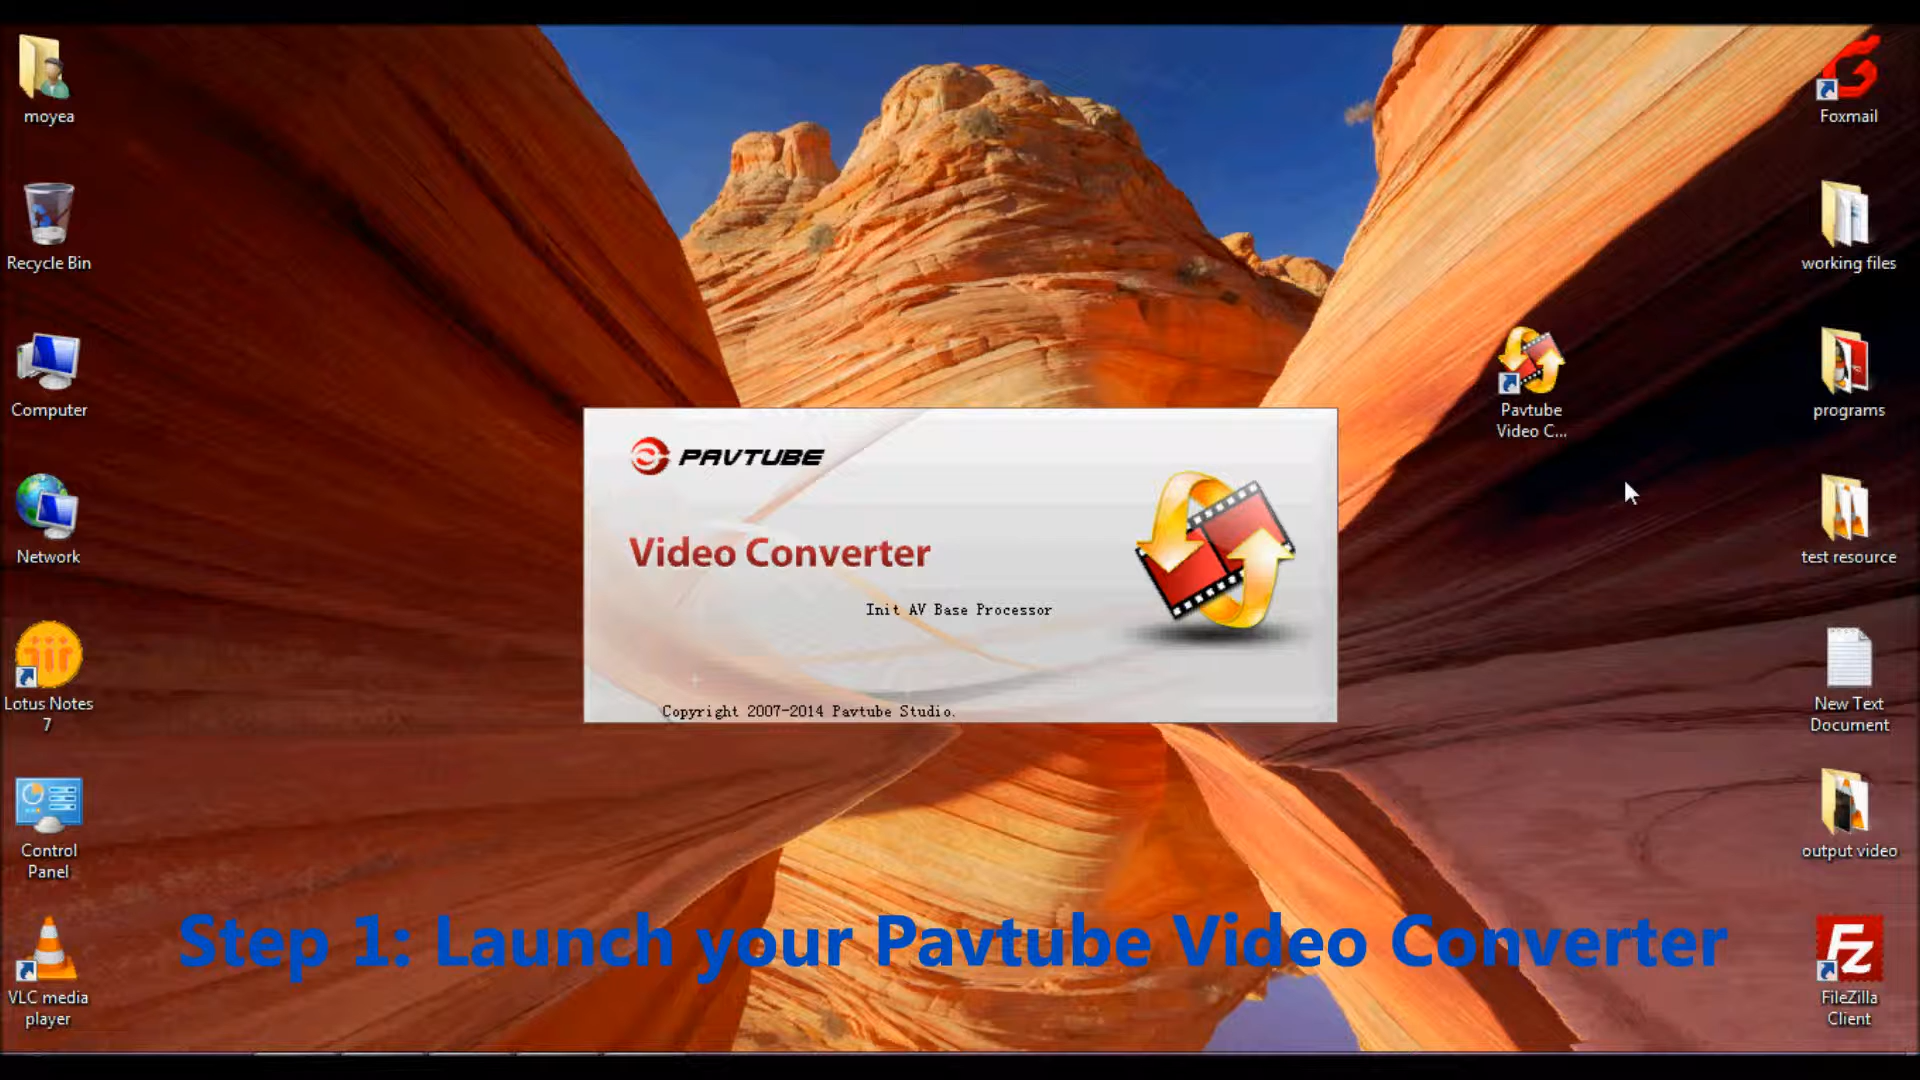 moyea
Recycle Bin
Computer
Network
Lotus Notes
7
Control
Panel
VLC media
player
PAVTUBE
Video Converter
Init AV Base Processor
Copyright 2007-2014 Pavtube Studio.
Pavtube
Video C...
Foxmail
working files
programs
test resource
New Text
Document
output video
FileZilla
Client
Step 1: Launch your Pavtube Video Converter